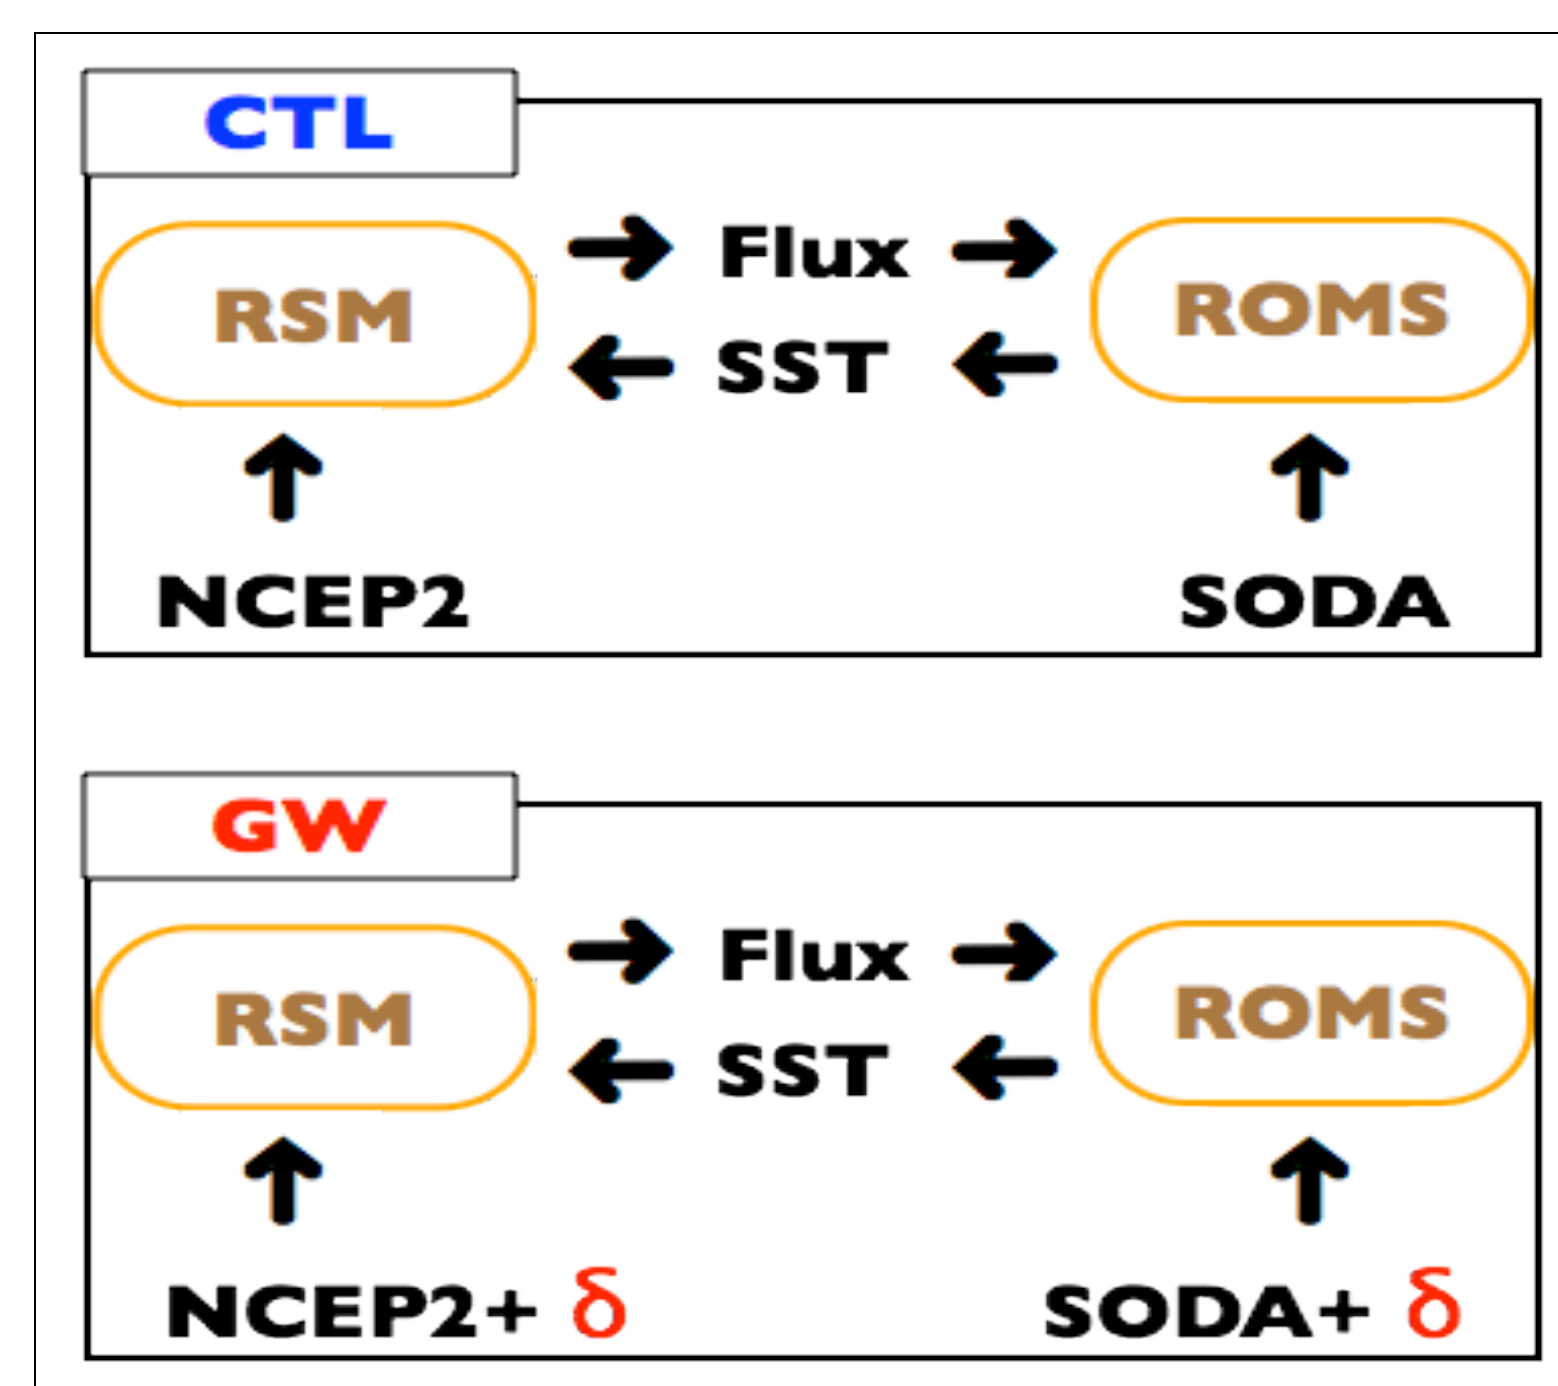 CTL
Flux
RSM ROMS
SST
NCEP2 SODA
GW
Flux
RSM ROMS
SST
NCEP2+ δ SODA+ δ